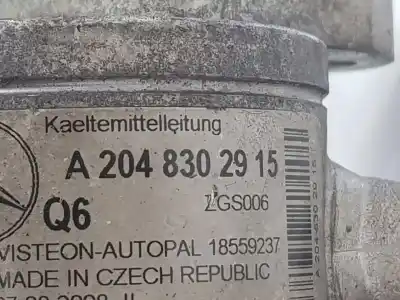 Kaeltemittelleitung
A 204 830 29 15
Q6
ZGS006
VISTEON-AUTOPAL 18559237
MADE IN CZECH REPUBLIC